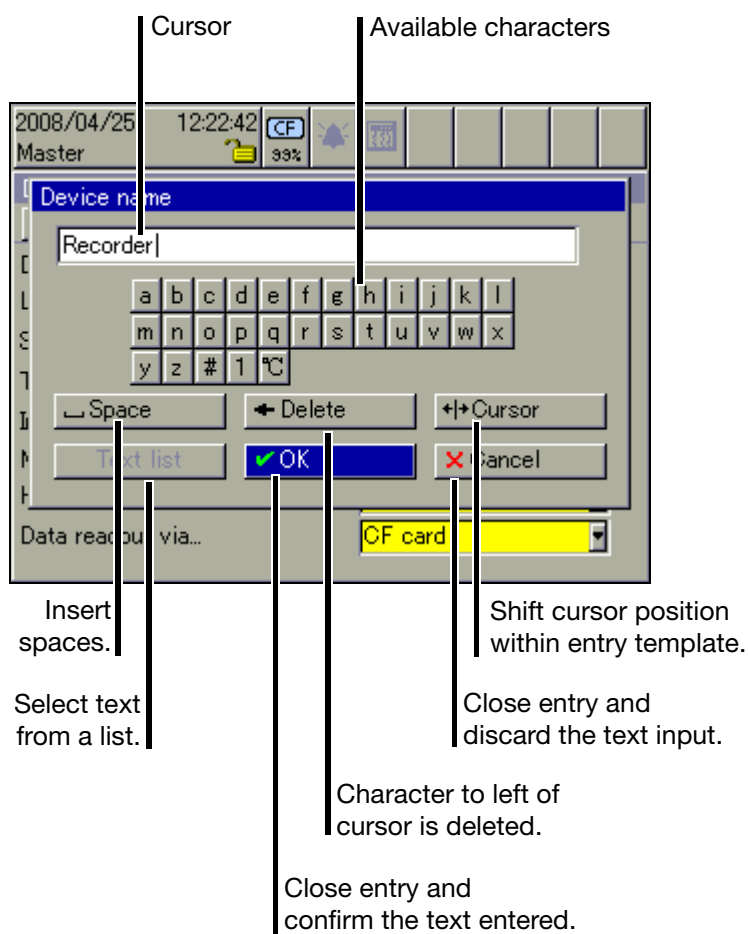 Cursor
Available characters
2008/04/25 12:22:42 CF
Master 99%
Device name
Recorder
a b c d e f g h i j k l
m n o p q r s t u v w x
y z # 1 °C
Space Delete Cursor
Text list OK Cancel
Data readout via...
CF card
Insert
spaces.
Shift cursor position
within entry template.
Select text
from a list.
Close entry and
discard the text input.
Character to left of
cursor is deleted.
Close entry and
confirm the text entered.